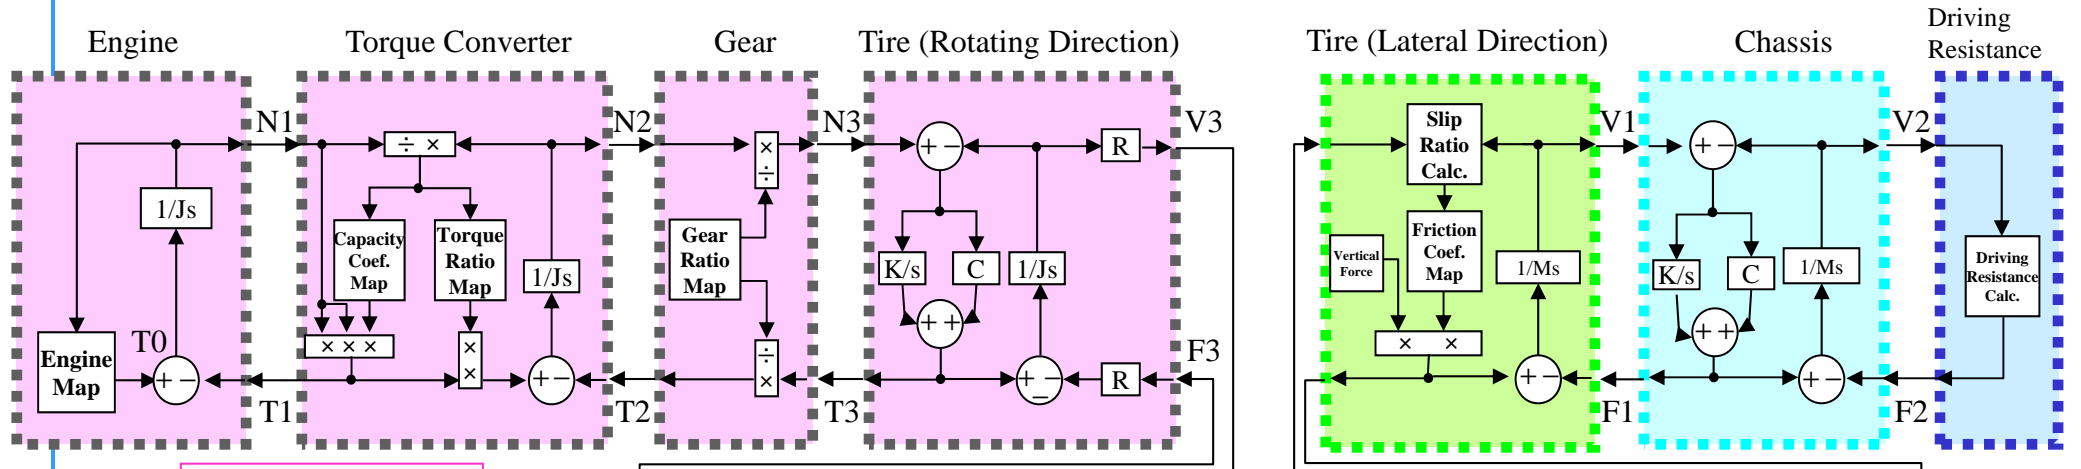 Engine
Torque Converter
Gear
Tire (Rotating Direction)
Tire (Lateral Direction)
Chassis
Driving
Resistance
N1
N2
N3
V3
V1
V2
1/Js
Engine
Map
T0
+ −
T1
÷ ×
Capacity
Coef.
Map
Torque
Ratio
Map
1/Js
× × ×
×
×
+ −
T2
×
÷
Gear
Ratio
Map
÷
×
T3
+ −
R
K/s
C
1/Js
+ +
+ −
−
R
F3
Slip
Ratio
Calc.
Vertical
Force
Friction
Coef.
Map
1/Ms
× ×
+ −
F1
+ −
K/s
C
1/Ms
+ +
+ −
F2
Driving
Resistance
Calc.